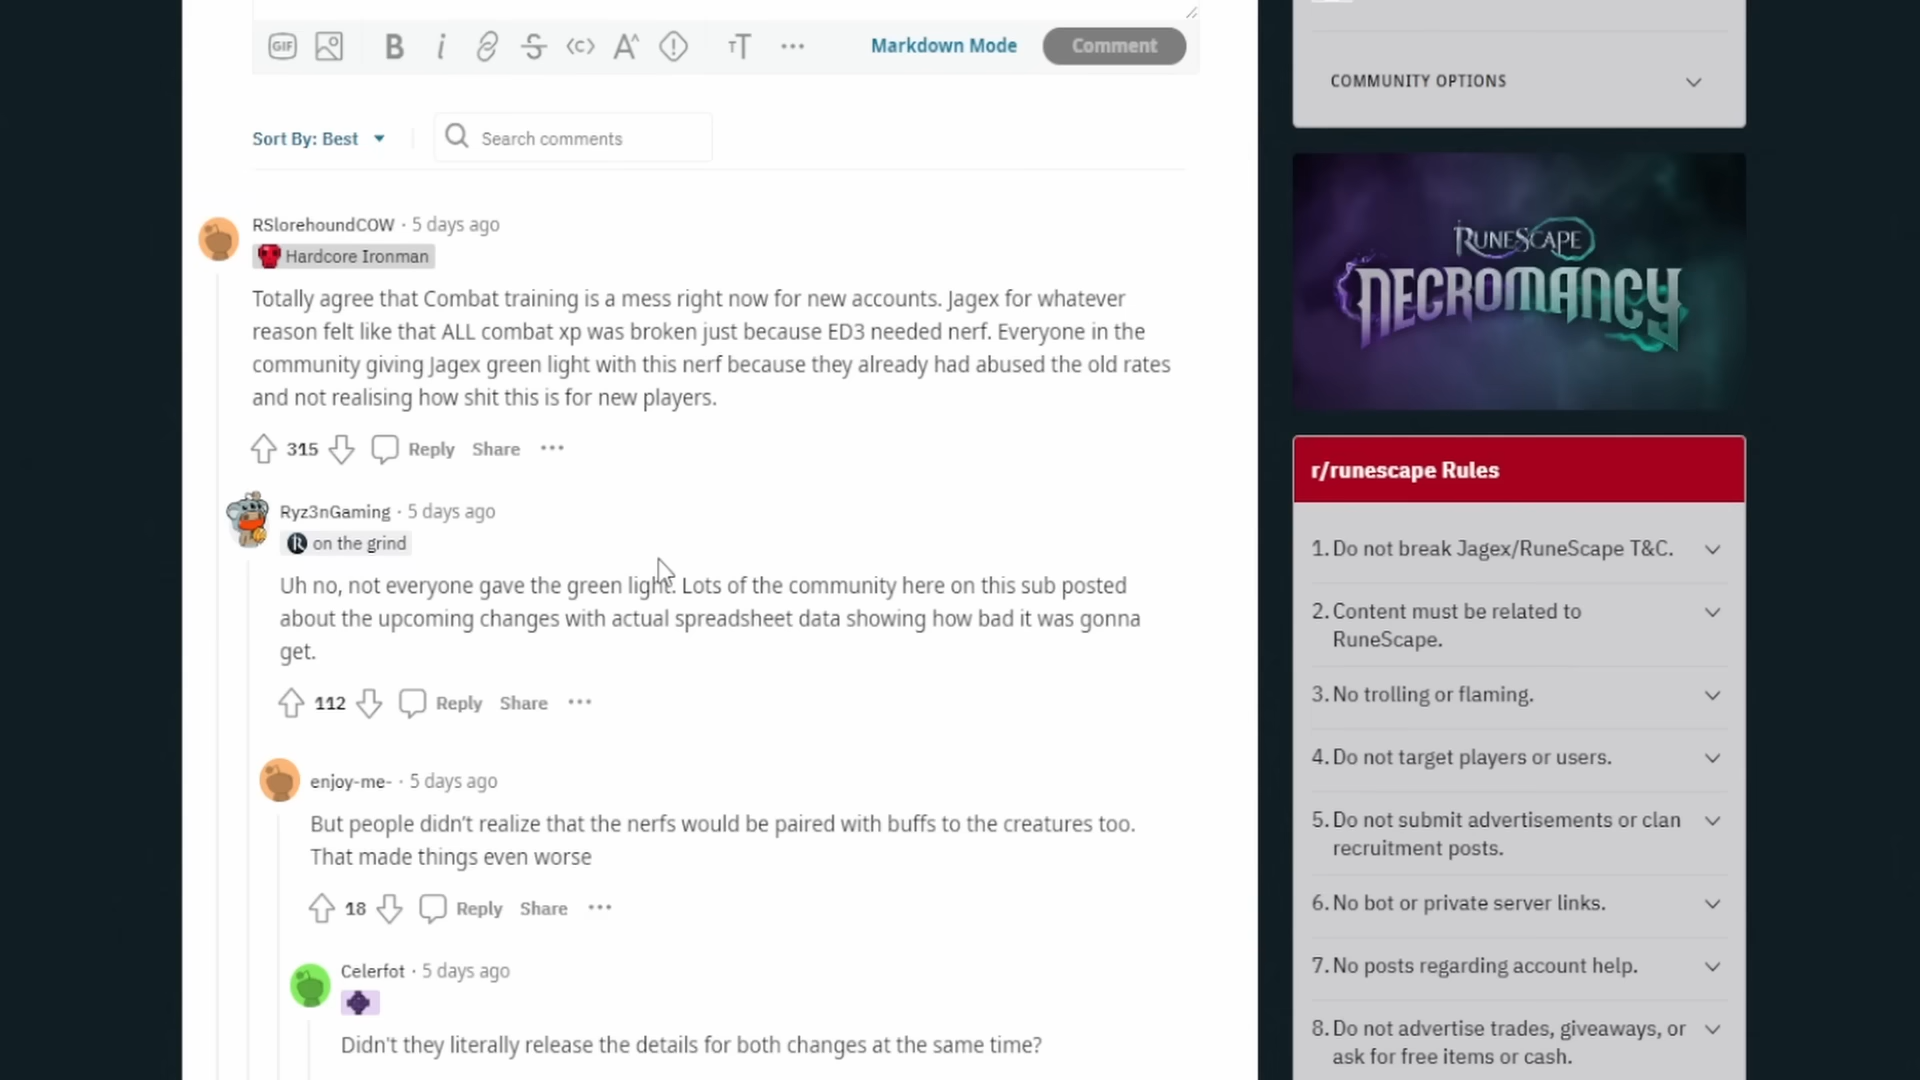 GIF B i <c> A^ T Markdown Mode Comment
Sort By: Best Search comments
RSlorehoundCOW · 5 days ago
Hardcore Ironman
Totally agree that Combat training is a mess right now for new accounts. Jagex for whatever
reason felt like that ALL combat xp was broken just because ED3 needed nerf. Everyone in the
community giving Jagex green light with this nerf because they already had abused the old rates
and not realising how shit this is for new players.
315 Reply Share ···
Ryz3nGaming · 5 days ago
on the grind
Uh no, not everyone gave the green light. Lots of the community here on this sub posted
about the upcoming changes with actual spreadsheet data showing how bad it was gonna
get.
112 Reply Share ···
enjoy-me- · 5 days ago
But people didn't realize that the nerfs would be paired with buffs to the creatures too.
That made things even worse
18 Reply Share ···
Celerfot · 5 days ago
Didn't they literally release the details for both changes at the same time?
COMMUNITY OPTIONS
RUNESCAPE
NECROMANCY
r/runescape Rules
1. Do not break Jagex/RuneScape T&C.
2. Content must be related to
RuneScape.
3. No trolling or flaming.
4. Do not target players or users.
5. Do not submit advertisements or clan
recruitment posts.
6. No bot or private server links.
7. No posts regarding account help.
8. Do not advertise trades, giveaways, or
ask for free items or cash.